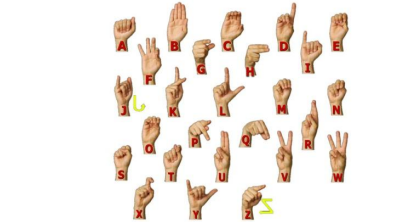 A B C D E
F G H I
J K L M N
O P Q R
S T U V W
X Y Z